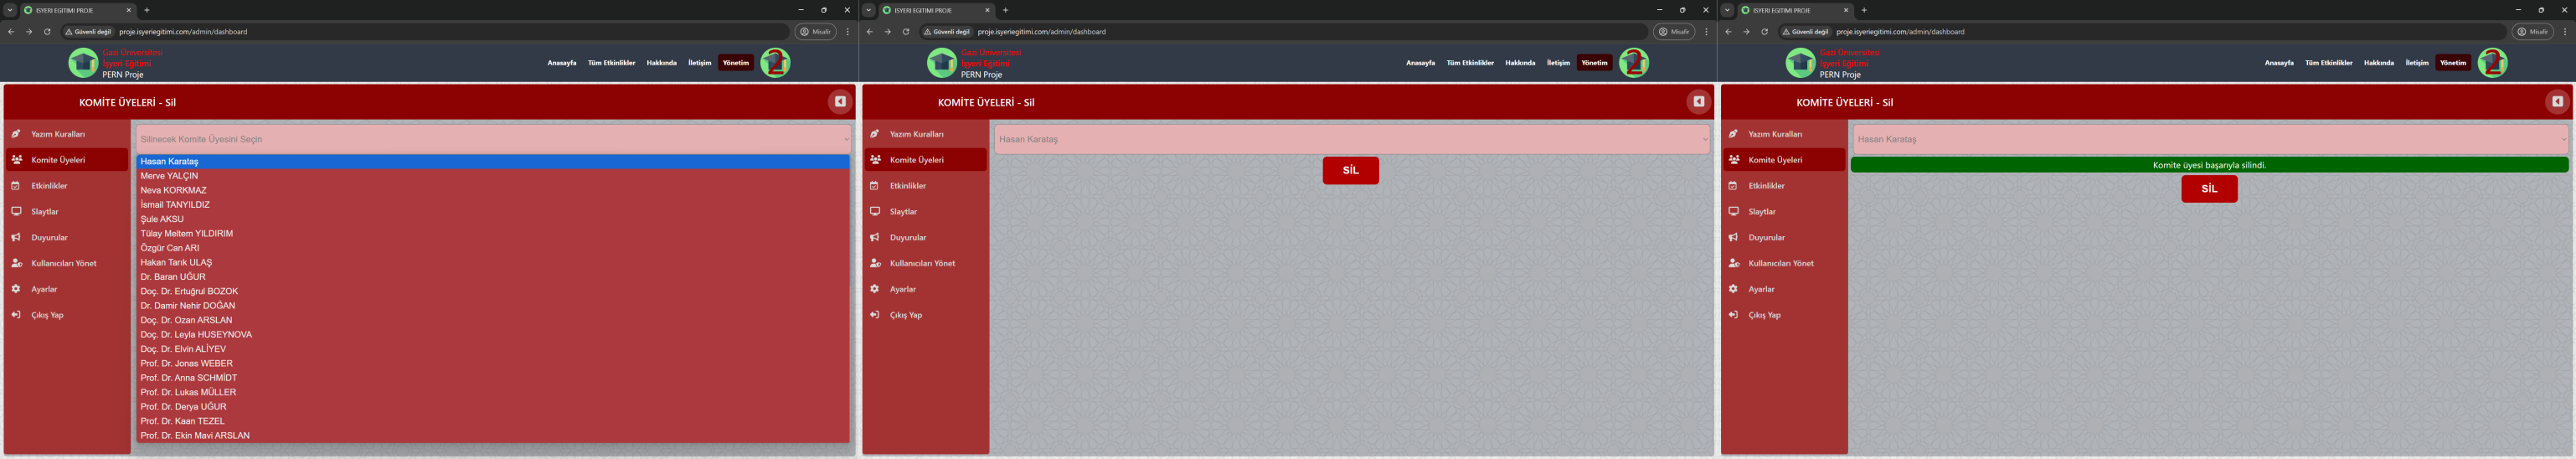 ISYERI EGITIMI PROJE
Güvenli değil
proje.isyeriegitimi.com/admin/dashboard
Misafir
Gazi Üniversitesi
İşyeri Eğitimi
PERN Proje
Anasayfa
Tüm Etkinlikler
Hakkında
İletişim
Yönetim
2
KOMİTE ÜYELERİ - Sil
Yazım Kuralları
Komite Üyeleri
Etkinlikler
Slaytlar
Duyurular
Kullanıcıları Yönet
Ayarlar
Çıkış Yap
Silinecek Komite Üyesini Seçin
Hasan Karataş
Merve YALÇIN
Neva KORKMAZ
İsmail TANYILDIZ
Şule AKSU
Tülay Meltem YILDIRIM
Özgür Can ARI
Hakan Tarık ULAŞ
Dr. Baran UĞUR
Doç. Dr. Ertuğrul BOZOK
Dr. Damir Nehir DOĞAN
Doç. Dr. Ozan ARSLAN
Doç. Dr. Leyla HUSEYNOVA
Doç. Dr. Elvin ALİYEV
Prof. Dr. Jonas WEBER
Prof. Dr. Anna SCHMİDT
Prof. Dr. Lukas MÜLLER
Prof. Dr. Derya UĞUR
Prof. Dr. Kaan TEZEL
Prof. Dr. Ekin Mavi ARSLAN
ISYERI EGITIMI PROJE
Güvenli değil
proje.isyeriegitimi.com/admin/dashboard
Misafir
Gazi Üniversitesi
İşyeri Eğitimi
PERN Proje
Anasayfa
Tüm Etkinlikler
Hakkında
İletişim
Yönetim
2
KOMİTE ÜYELERİ - Sil
Yazım Kuralları
Komite Üyeleri
Etkinlikler
Slaytlar
Duyurular
Kullanıcıları Yönet
Ayarlar
Çıkış Yap
Hasan Karataş
SİL
ISYERI EGITIMI PROJE
Güvenli değil
proje.isyeriegitimi.com/admin/dashboard
Misafir
Gazi Üniversitesi
İşyeri Eğitimi
PERN Proje
Anasayfa
Tüm Etkinlikler
Hakkında
İletişim
Yönetim
2
KOMİTE ÜYELERİ - Sil
Yazım Kuralları
Komite Üyeleri
Etkinlikler
Slaytlar
Duyurular
Kullanıcıları Yönet
Ayarlar
Çıkış Yap
Hasan Karataş
Komite üyesi başarıyla silindi.
SİL